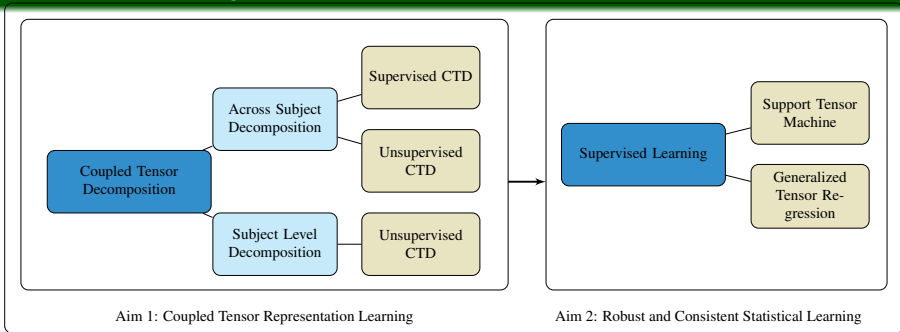 Supervised CTD
Across Subject
Decomposition
Unsupervised
CTD
Coupled Tensor
Decomposition
Subject Level
Decomposition
Unsupervised
CTD
Aim 1: Coupled Tensor Representation Learning
Support Tensor
Machine
Supervised Learning
Generalized
Tensor Re-
gression
Aim 2: Robust and Consistent Statistical Learning